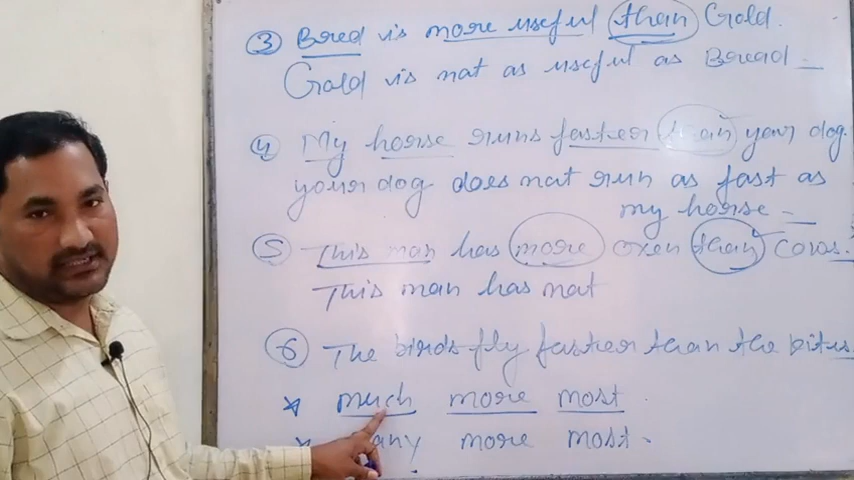 ③ Bread is more useful than Gold.
Gold is not as useful as Bread
④ My horse runs faster than your dog.
your dog does not run as fast as
my horse
⑤ This man has more oxen than cows.
This man has not
⑥ The birds fly faster than the
* much more most
any more most.